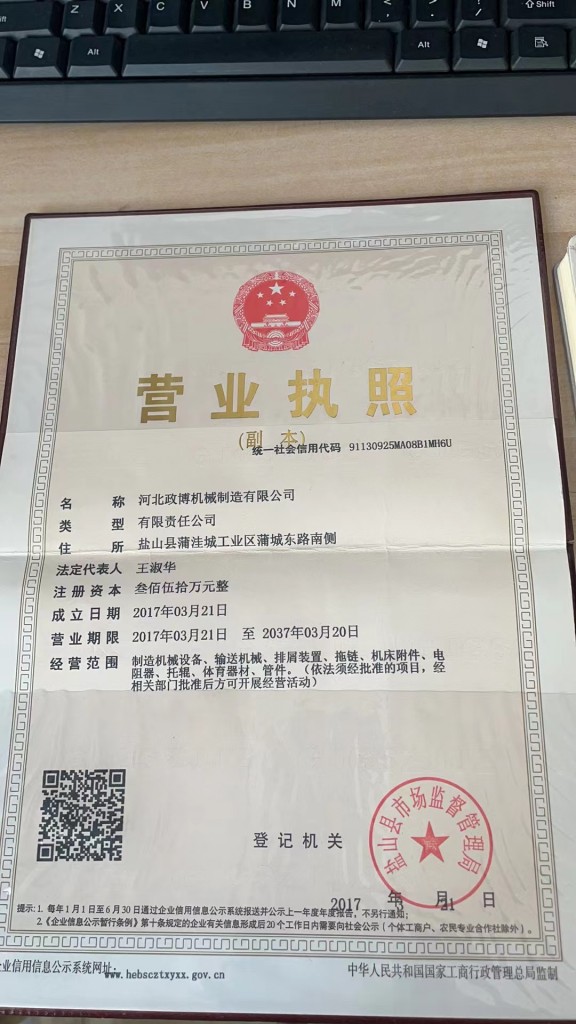 Z X C V B N M < > ? ⇧ Shift
Alt Alt
营业执照
(副 本)
统一社会信用代码 91130925MA08B1MH6U
名 称 河北政博机械制造有限公司
类 型 有限责任公司
住 所 盐山县蒲洼城工业区蒲城东路南侧
法定代表人 王淑华
注册资本 叁佰伍拾万元整
成立日期 2017年03月21日
营业期限 2017年03月21日 至 2037年03月20日
经营范围 制造机械设备、输送机械、排屑装置、拖链、机床附件、电
阻器、托辊、体育器材、管件。（依法须经批准的项目，经
相关部门批准后方可开展经营活动）
盐山县市场监督管理局
登记机关
2017 年 3 月 21 日
提示:1. 每年1月1日至6月30日通过企业信用信息公示系统报送并公示上一年度年度报告，不另行通知；
2.《企业信息公示暂行条例》第十条规定的企业有关信息形成后20个工作日内需要向社会公示（个体工商户、农民专业合作社除外）。
企业信用信息公示系统网址： www.hebscztxyxx.gov.cn
中华人民共和国国家工商行政管理总局监制